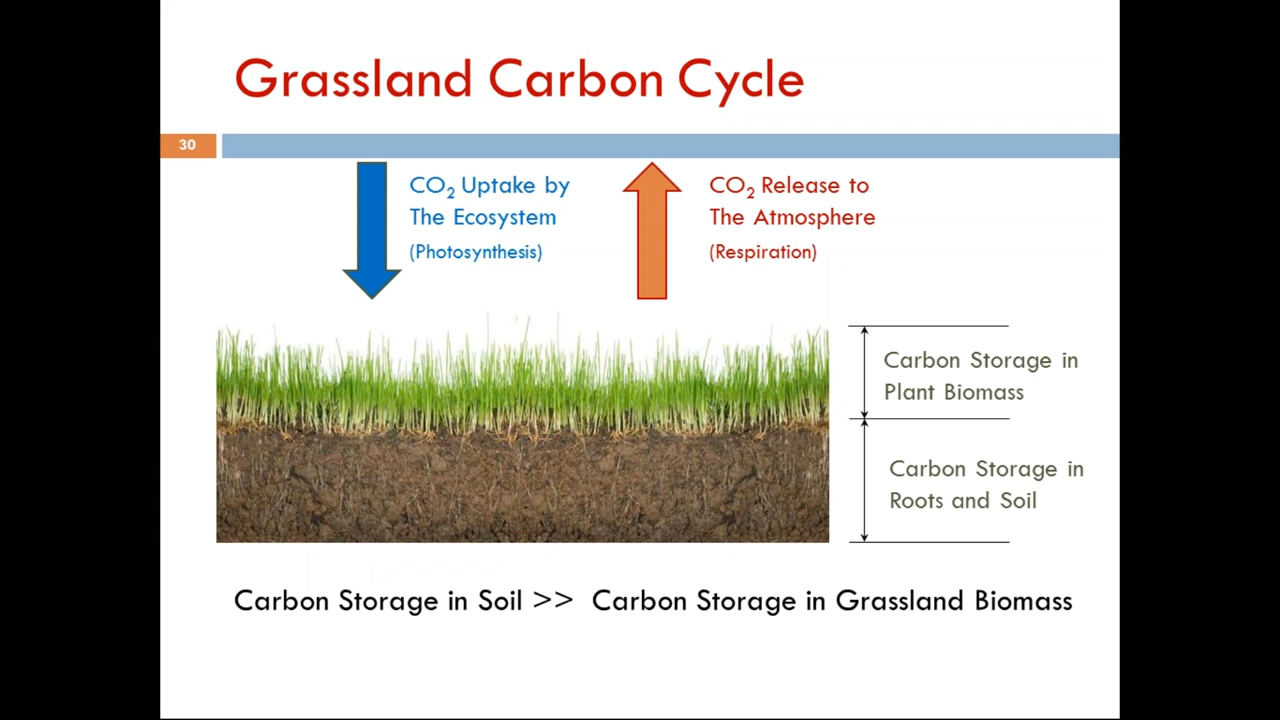 Grassland Carbon Cycle
30
CO₂ Uptake by
The Ecosystem
(Photosynthesis)
CO₂ Release to
The Atmosphere
(Respiration)
Carbon Storage in
Plant Biomass
Carbon Storage in
Roots and Soil
Carbon Storage in Soil >> Carbon Storage in Grassland Biomass